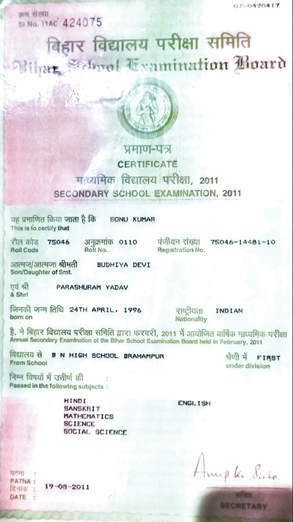 07-0420417
क्रम संख्या
Sl No. 11AC 424075
बिहार विद्यालय परीक्षा समिति
Bihar School Examination Board
प्रमाण-पत्र
CERTIFICATE
माध्यमिक विद्यालय परीक्षा, 2011
SECONDARY SCHOOL EXAMINATION, 2011
यह प्रमाणित किया जाता है कि SONU KUMAR
This is to certify that
रौल कोड 75046 अनुक्रमांक 0110 पंजीयन संख्या 75046-14481-10
Roll Code Roll No. Registration No.
आत्मज/आत्मजा श्रीमती BUDHIYA DEVI
Son/Daughter of Smt.
एवं श्री PARASHURAM YADAV
& Shri
जिनकी जन्म तिथि 24TH APRIL, 1996 राष्ट्रीयता INDIAN
born on Nationality
है, ने बिहार विद्यालय परीक्षा समिति द्वारा फरवरी, 2011 में आयोजित वार्षिक माध्यमिक परीक्षा
Annual Secondary Examination of the Bihar School Examination Board held in February, 2011
विद्यालय से B N HIGH SCHOOL BRAHAMPUR श्रेणी में FIRST
From School under division
निम्न विषयों में उत्तीर्ण की :
Passed in the following subjects :
HINDI ENGLISH
SANSKRIT
MATHEMATICS
SCIENCE
SOCIAL SCIENCE
पटना :
PATNA :
दिनांक : 19-08-2011
DATE :
सचिव
SECRETARY